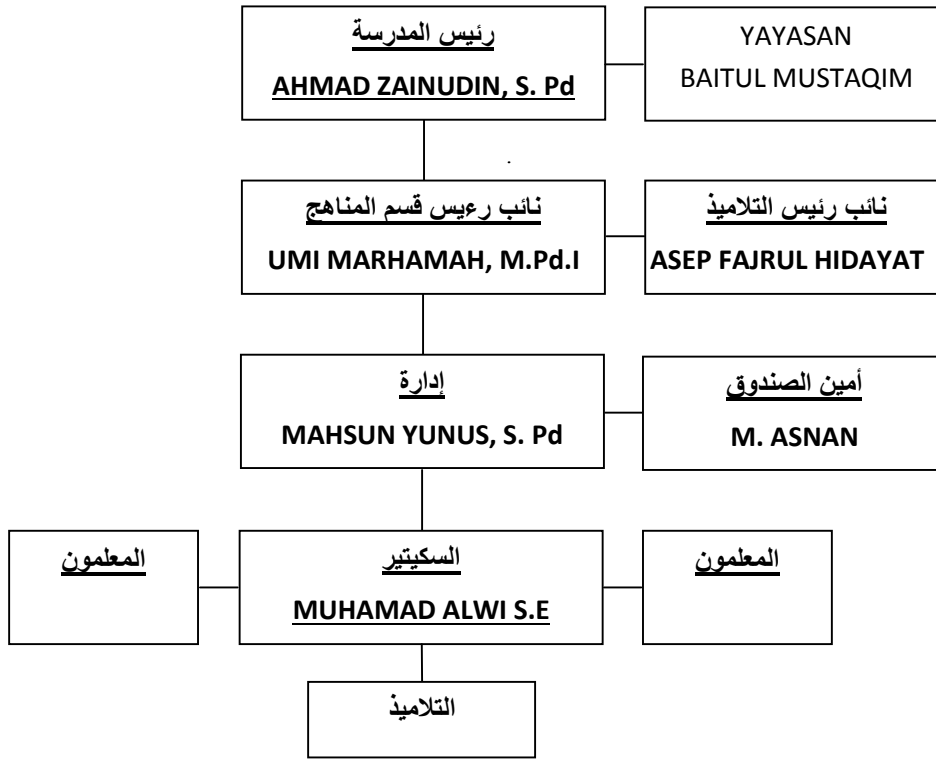 رئيس المدرسة
AHMAD ZAINUDIN, S. Pd
YAYASAN
BAITUL MUSTAQIM
نائب رءيس قسم المناهج
UMI MARHAMAH, M.Pd.I
نائب رئيس التلاميذ
ASEP FAJRUL HIDAYAT
إدارة
MAHSUN YUNUS, S. Pd
أمين الصندوق
M. ASNAN
المعلمون
السكيتير
MUHAMAD ALWI S.E
المعلمون
التلاميذ